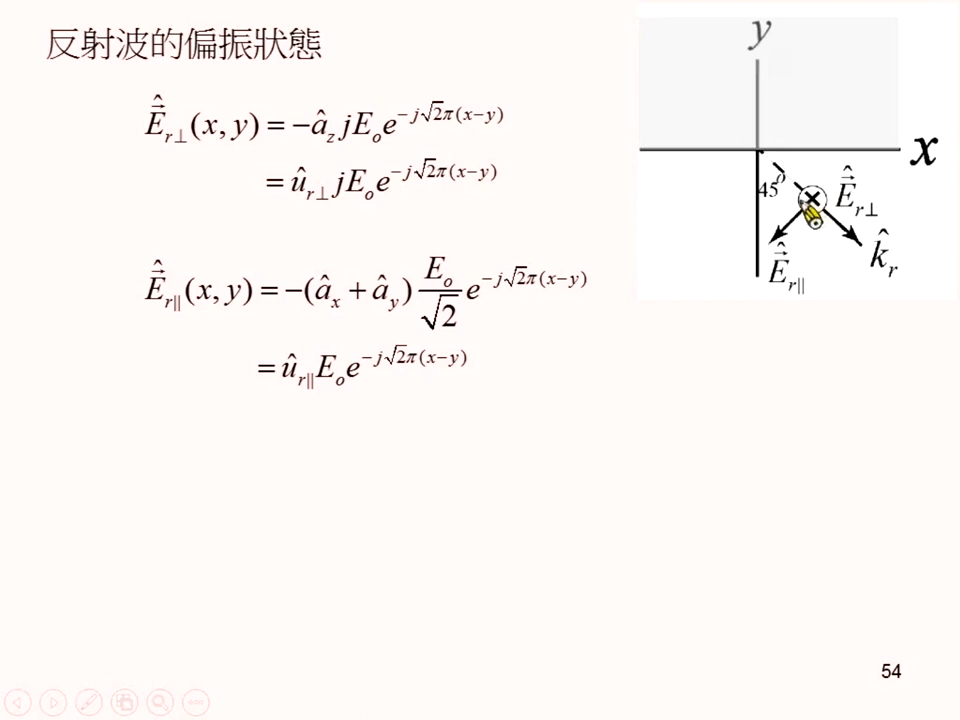 反射波的偏振狀態
$\hat{\vec{E}}_{r\perp}(x, y) = -\hat{a}_z jE_o e^{-j\sqrt{2}\pi(x-y)}$
$= \hat{u}_{r\perp} jE_o e^{-j\sqrt{2}\pi(x-y)}$
$\hat{\vec{E}}_{r\parallel}(x, y) = -(\hat{a}_x + \hat{a}_y) \frac{E_o}{\sqrt{2}} e^{-j\sqrt{2}\pi(x-y)}$
$= \hat{u}_{r\parallel} E_o e^{-j\sqrt{2}\pi(x-y)}$
y
x
45°
$\hat{\vec{E}}_{r\perp}$
$\hat{k}_r$
$\hat{\vec{E}}_{r\parallel}$
54